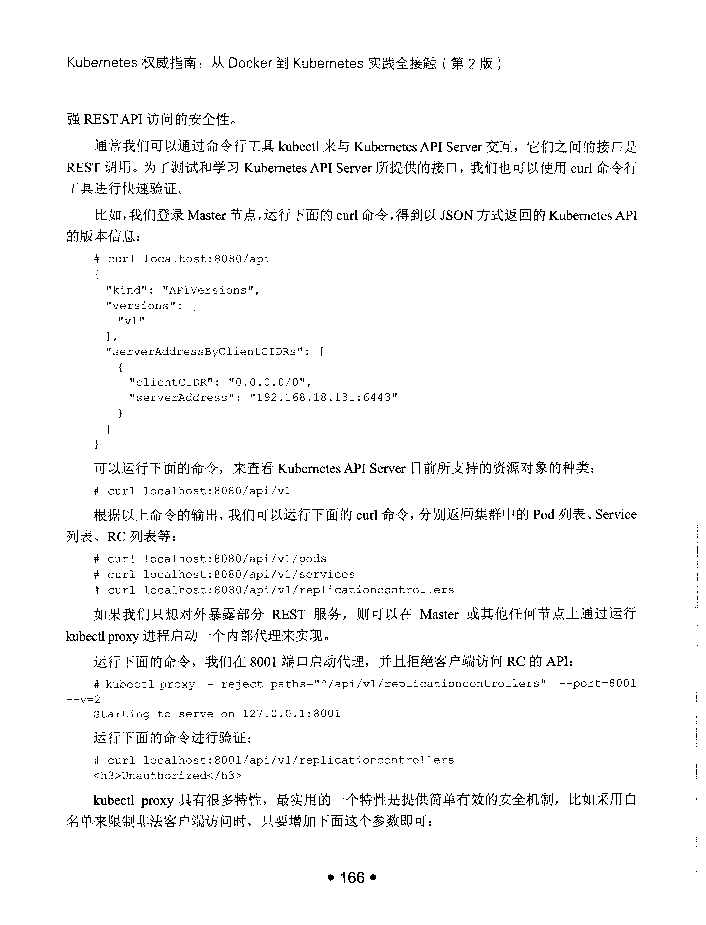 Kubernetes 权威指南：从 Docker 到 Kubernetes 实践全接触（第 2 版）
强 REST API 访问的安全性。
通常我们可以通过命令行工具 kubectl 来与 Kubernetes API Server 交互，它们之间的接口是
REST 调用。为了测试和学习 Kubernetes API Server 所提供的接口，我们也可以使用 curl 命令行
工具进行快速验证。
比如，我们登录 Master 节点，运行下面的 curl 命令，得到以 JSON 方式返回的 Kubernetes API
的版本信息：
# curl localhost:8080/api
{
"kind": "APIVersions",
"versions": [
"v1"
],
"serverAddressByClientCIDRs": [
{
"clientCIDR": "0.0.0.0/0",
"serverAddress": "192.168.18.131:6443"
}
]
}
可以运行下面的命令，来查看 Kubernetes API Server 目前所支持的资源对象的种类：
# curl localhost:8080/api/v1
根据以上命令的输出，我们可以运行下面的 curl 命令，分别返回集群中的 Pod 列表、Service
列表、RC 列表等：
# curl localhost:8080/api/v1/pods
# curl localhost:8080/api/v1/services
# curl localhost:8080/api/v1/replicationcontrollers
如果我们只想对外暴露部分 REST 服务，则可以在 Master 或其他任何节点上通过运行
kubectl proxy 进程启动一个内部代理来实现。
运行下面的命令，我们在 8001 端口启动代理，并且拒绝客户端访问 RC 的 API：
# kubectl proxy --reject-paths="^/api/v1/replicationcontrollers" --port=8001
--v=2
Starting to serve on 127.0.0.1:8001
运行下面的命令进行验证：
# curl localhost:8001/api/v1/replicationcontrollers
<h3>Unauthorized</h3>
kubectl proxy 具有很多特性，最实用的一个特性是提供简单有效的安全机制，比如采用白
名单来限制非法客户端访问时，只要增加下面这个参数即可：
• 166 •